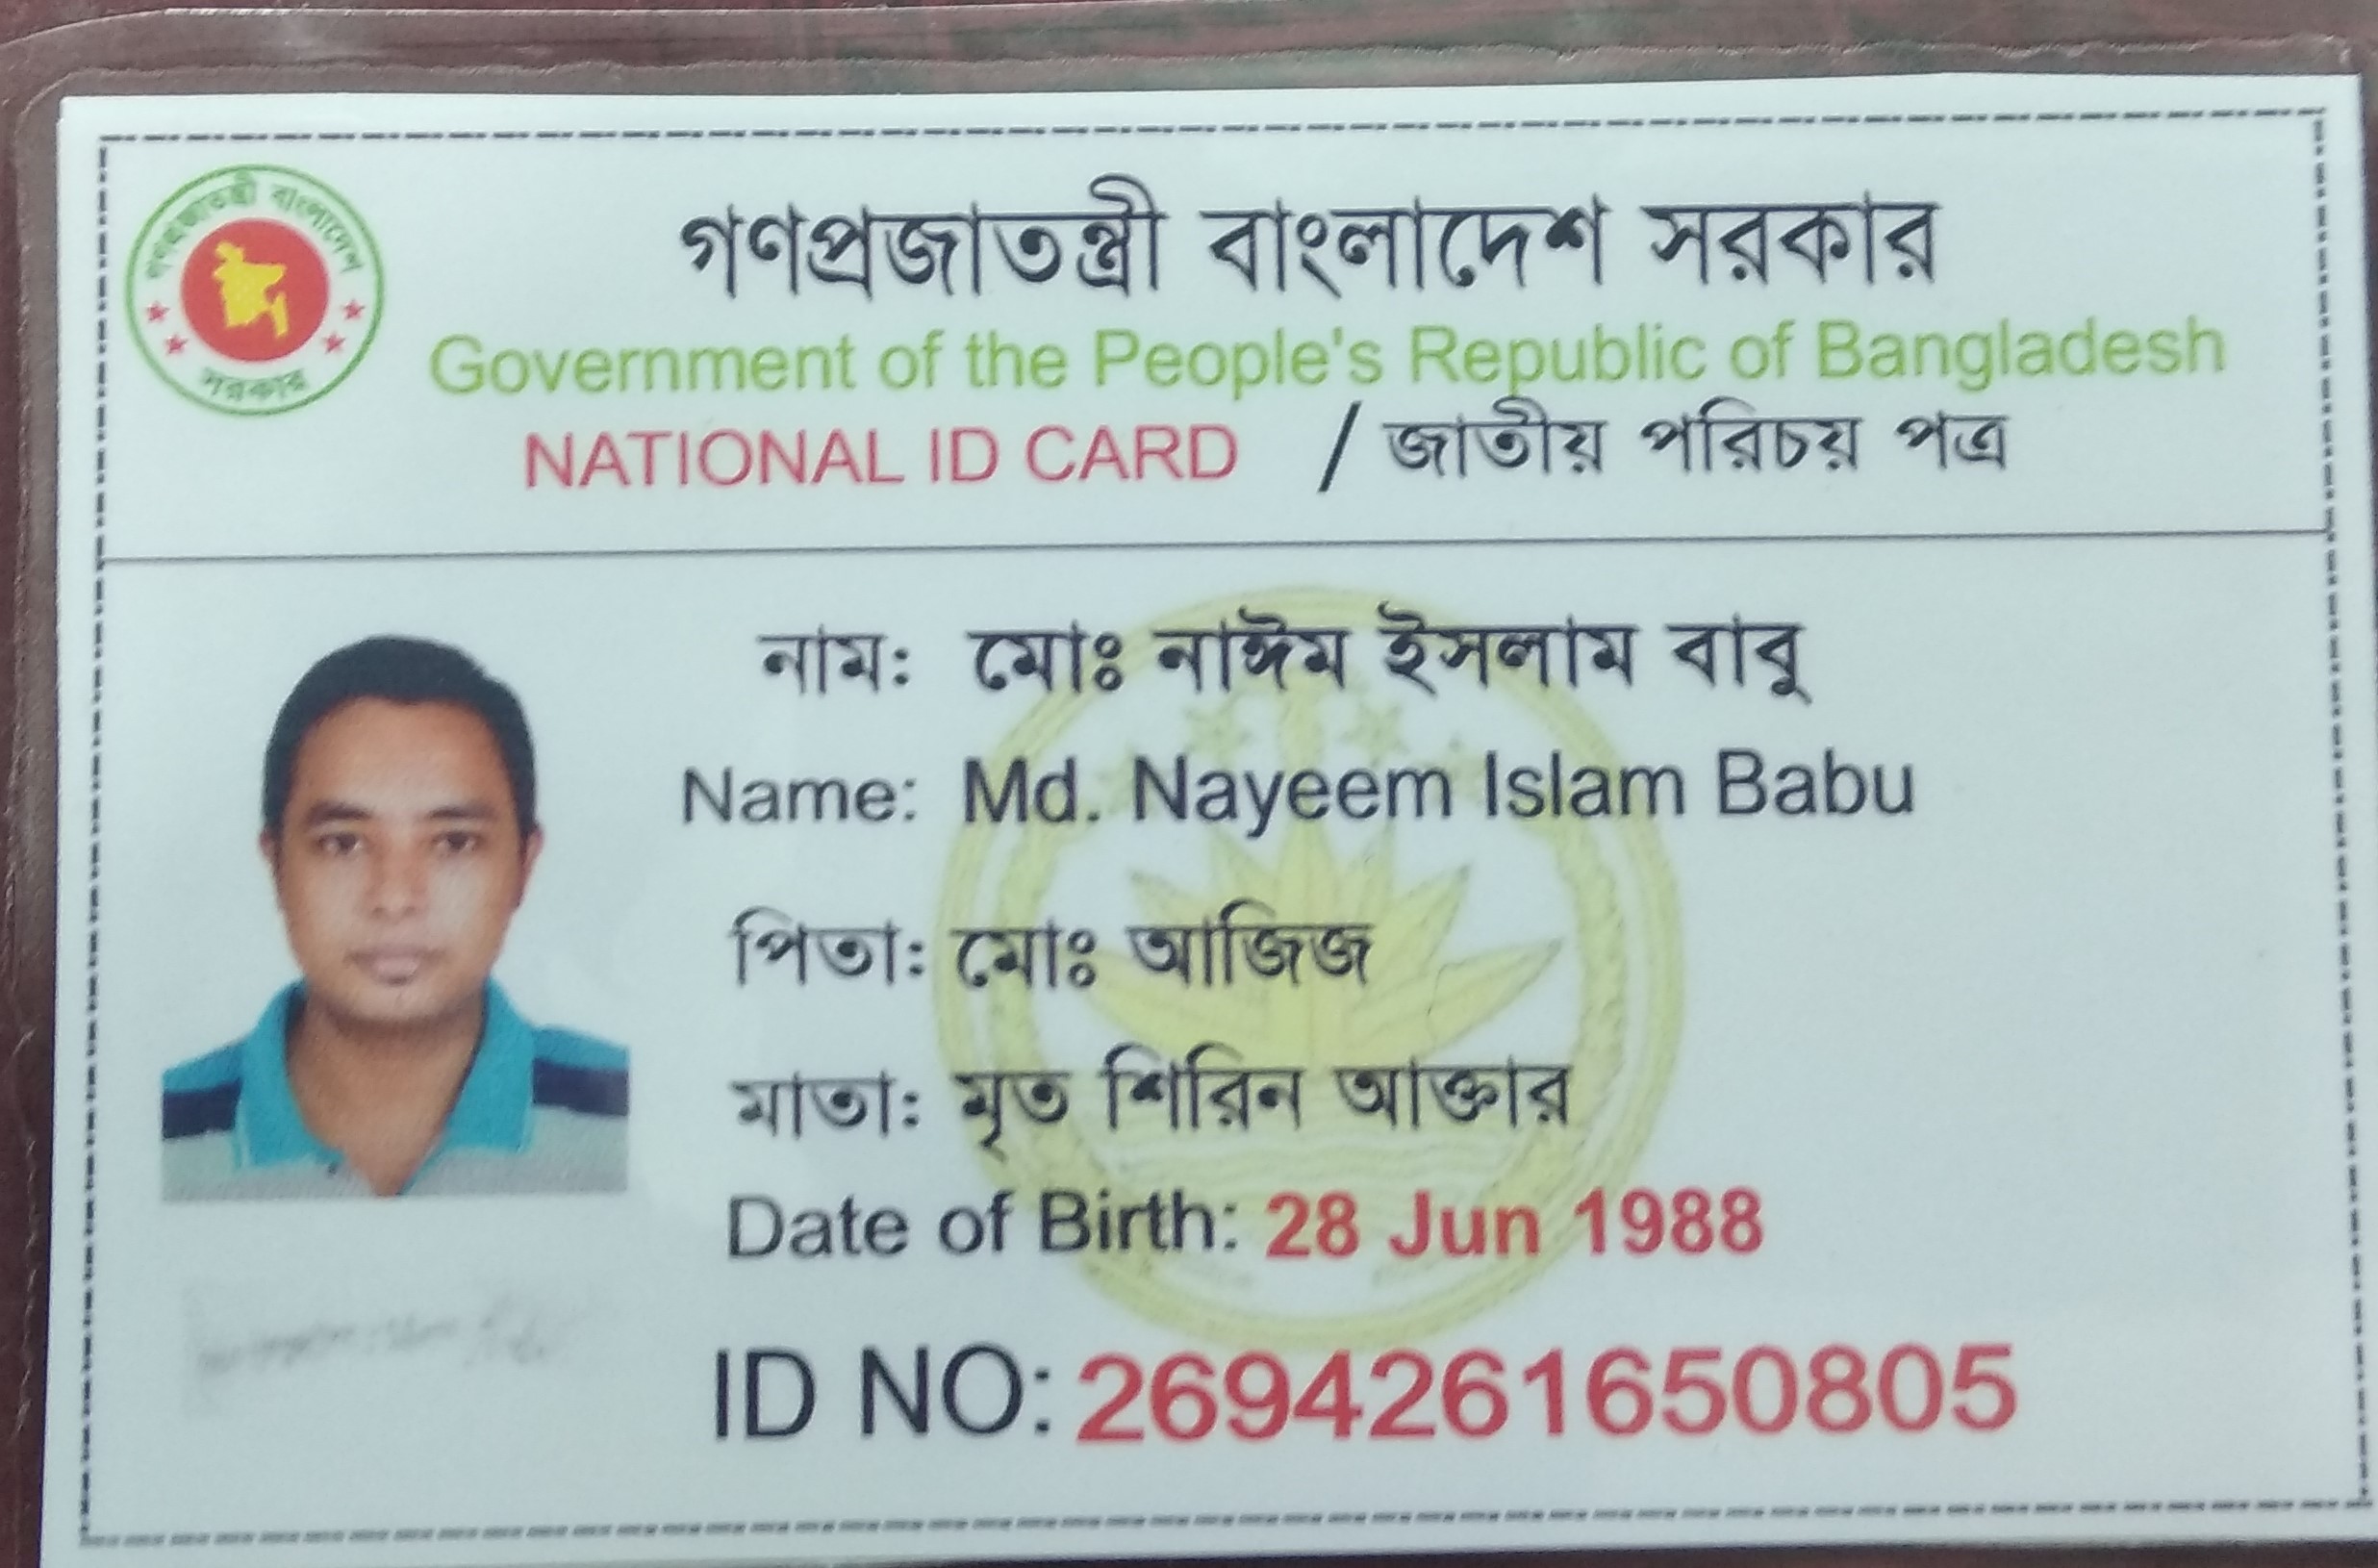 গণপ্রজাতন্ত্রী বাংলাদেশ
সরকার
গণপ্রজাতন্ত্রী বাংলাদেশ সরকার
Government of the People's Republic of Bangladesh
NATIONAL ID CARD / জাতীয় পরিচয় পত্র
নাম: মোঃ নাঈম ইসলাম বাবু
Name: Md. Nayeem Islam Babu
পিতা: মোঃ আজিজ
মাতা: মৃত শিরিন আক্তার
Date of Birth: 28 Jun 1988
ID NO: 2694261650805